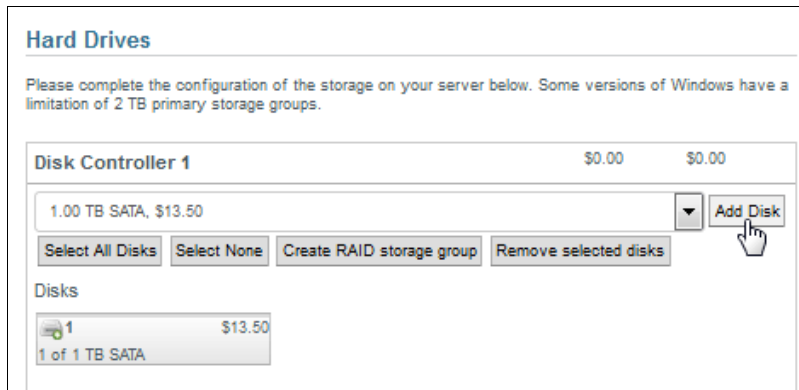 Hard Drives
Please complete the configuration of the storage on your server below. Some versions of Windows have a
limitation of 2 TB primary storage groups.
Disk Controller 1 $0.00 $0.00
1.00 TB SATA, $13.50 Add Disk
Select All Disks Select None Create RAID storage group Remove selected disks
Disks
1 $13.50
1 of 1 TB SATA